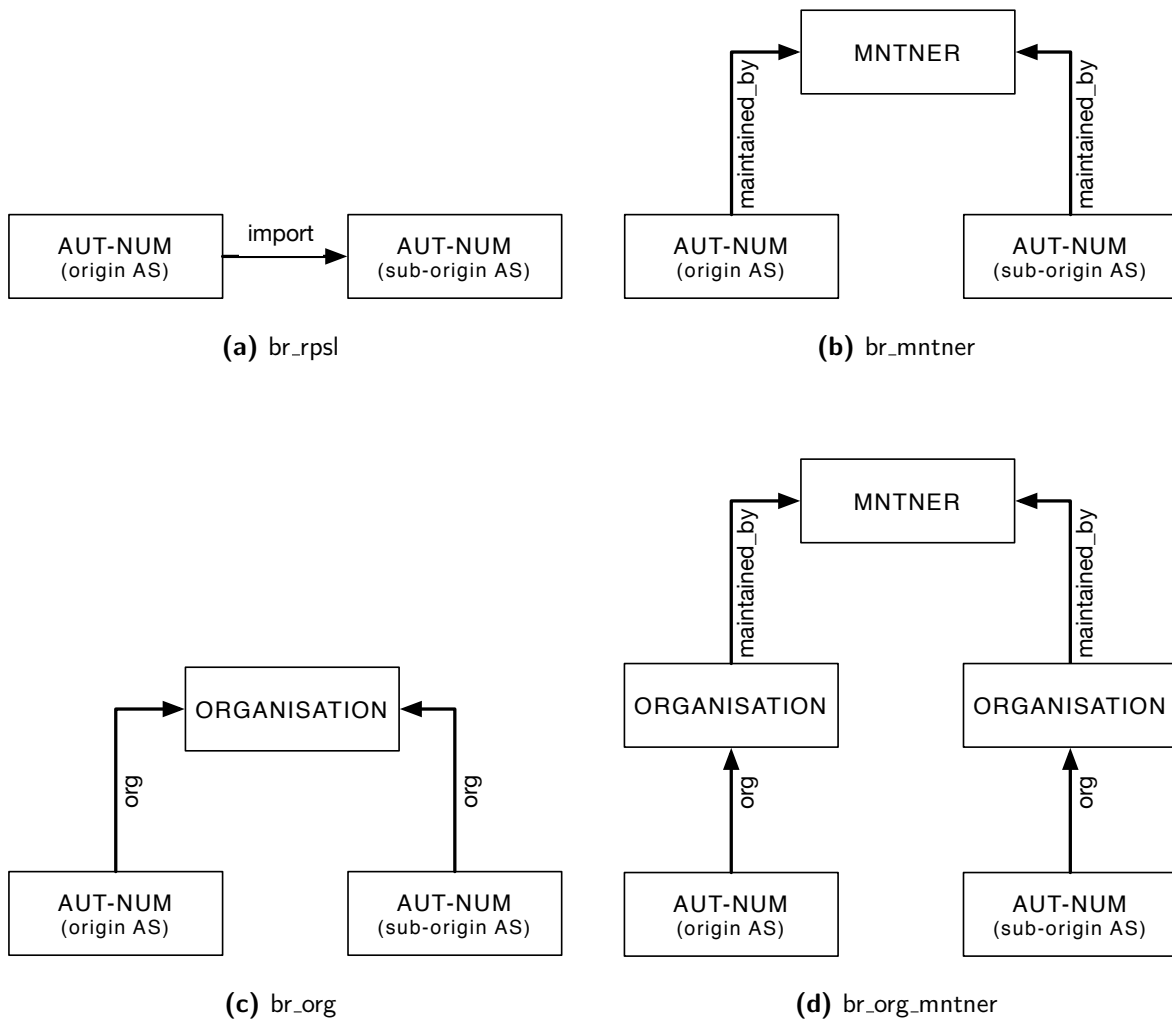 AUT-NUM
(origin AS)
import
AUT-NUM
(sub-origin AS)
(a) br_rpsl
MNTNER
maintained_by
maintained_by
AUT-NUM
(origin AS)
AUT-NUM
(sub-origin AS)
(b) br_mntner
ORGANISATION
org
org
AUT-NUM
(origin AS)
AUT-NUM
(sub-origin AS)
(c) br_org
MNTNER
maintained_by
maintained_by
ORGANISATION
ORGANISATION
org
org
AUT-NUM
(origin AS)
AUT-NUM
(sub-origin AS)
(d) br_org_mntner